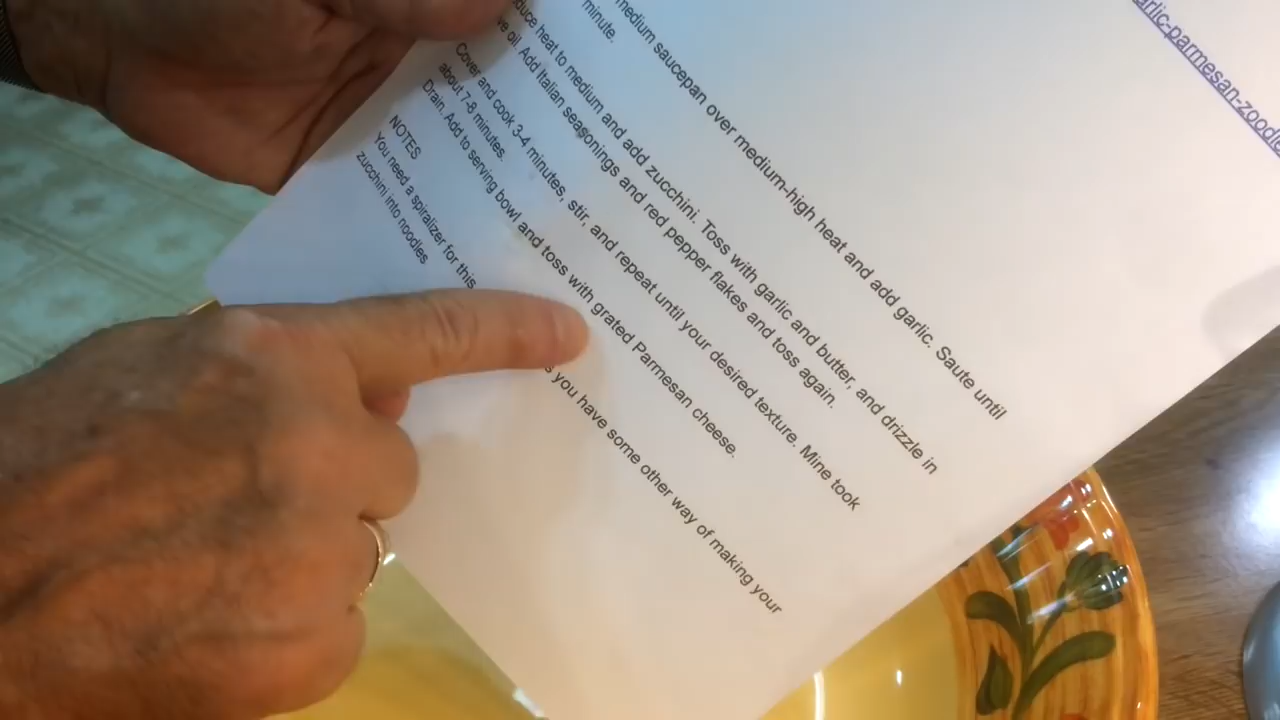 arlic-parmesan-zoodle
medium saucepan over medium-high heat and add garlic. Saute until
minute.
duce heat to medium and add zucchini. Toss with garlic and butter, and drizzle in
ve oil. Add Italian seasonings and red pepper flakes and toss again.
Cover and cook 3-4 minutes, stir, and repeat until your desired texture. Mine took
about 7-8 minutes.
Drain. Add to serving bowl and toss with grated Parmesan cheese.
NOTES
You need a spiralizer for this s you have some other way of making your
zucchini into noodles